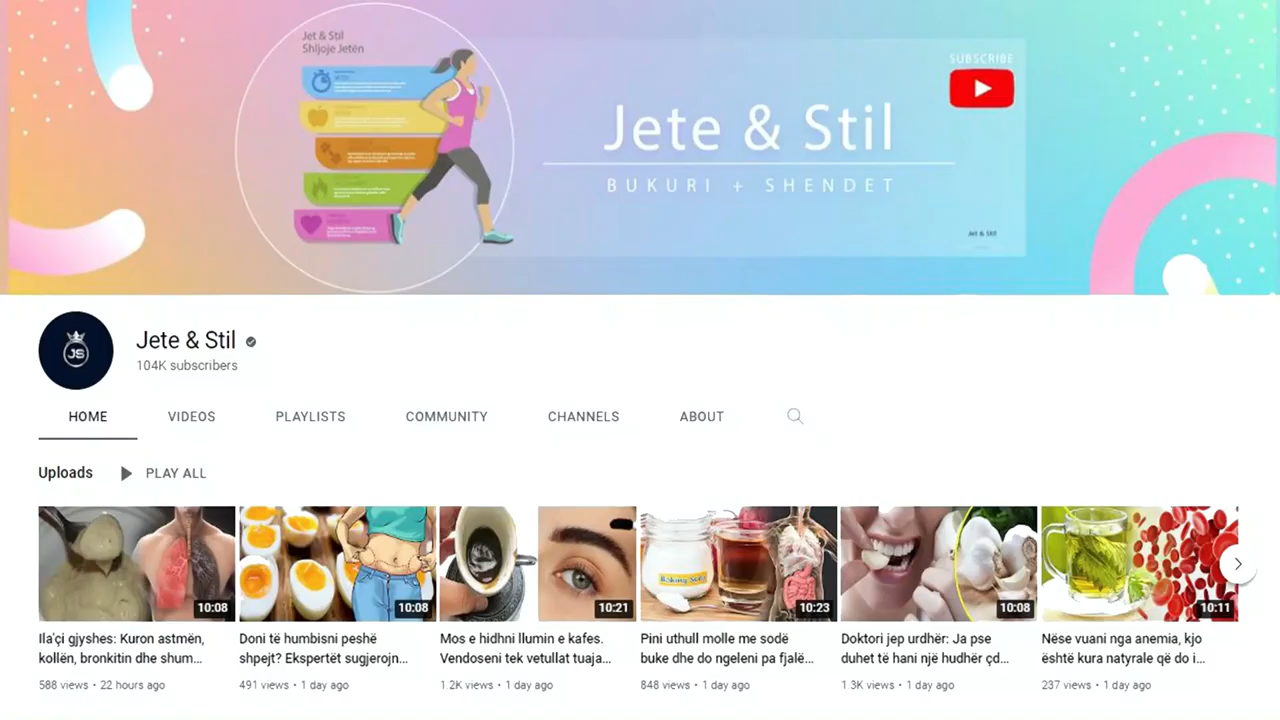 Jet & Stil
Shijoje Jetën
SUBSCRIBE
Jete & Stil
BUKURI + SHENDET
Jet & Stil
JS
Jete & Stil
104K subscribers
HOME VIDEOS PLAYLISTS COMMUNITY CHANNELS ABOUT
Uploads PLAY ALL
Baking Soda
10:08 10:08 10:21 10:23 10:08 10:11
Ila'çi gjyshes: Kuron astmën,
kollën, bronkitin dhe shum...
588 views • 22 hours ago
Doni të humbisni peshë
shpejt? Ekspertët sugjerojn...
491 views • 1 day ago
Mos e hidhni llumin e kafes.
Vendoseni tek vetullat tuaja...
1.2K views • 1 day ago
Pini uthull molle me sodë
buke dhe do ngeleni pa fjalë...
848 views • 1 day ago
Doktori jep urdhër: Ja pse
duhet të hani një hudhër çd...
1.3K views • 1 day ago
Nëse vuani nga anemia, kjo
është kura natyrale që do i...
237 views • 1 day ago